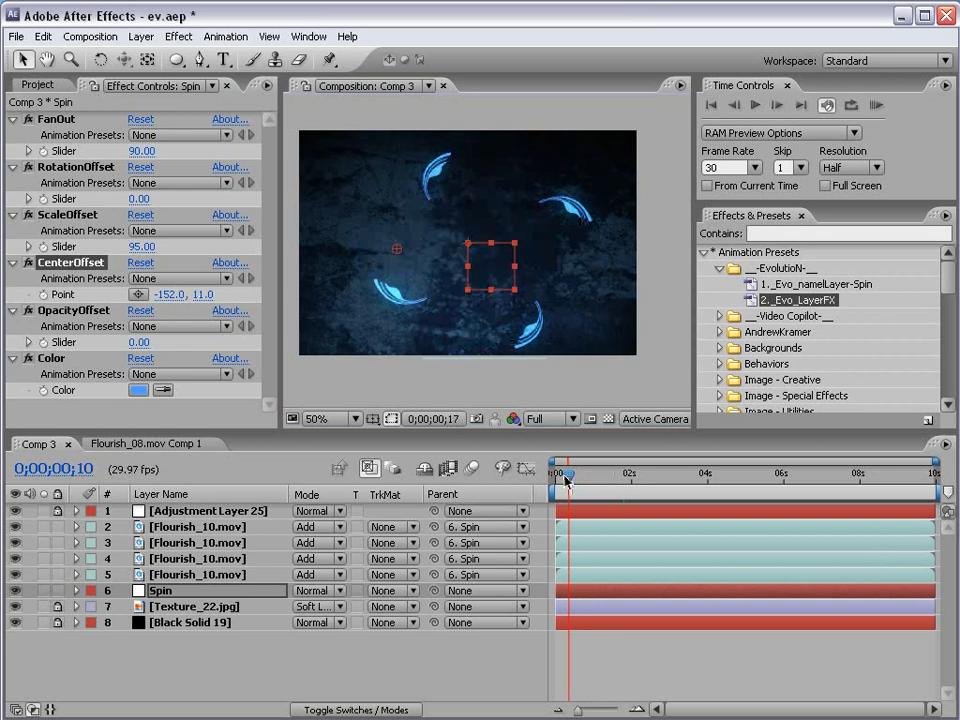 Adobe After Effects - ev.aep *
File Edit Composition Layer Effect Animation View Window Help
Workspace: Standard
Project Effect Controls: Spin
Comp 3 * Spin
FanOut Reset About...
Animation Presets: None
Slider 90.00
RotationOffset Reset About...
Animation Presets: None
Slider 0.00
ScaleOffset Reset About...
Animation Presets: None
Slider 95.00
CenterOffset Reset About...
Animation Presets: None
Point -152.0, 11.0
OpacityOffset Reset About...
Animation Presets: None
Slider 0.00
Color Reset About...
Animation Presets: None
Color
Composition: Comp 3
50% 0;00;00;17 Full Active Camera
Time Controls
RAM Preview Options
Frame Rate Skip Resolution
30 1 Half
From Current Time Full Screen
Effects & Presets
Contains:
* Animation Presets
__-EvolutioN-__
1._Evo_namelLayer-Spin
2._Evo_LayerFX
__-Video Copilot-__
AndrewKramer
Backgrounds
Behaviors
Image - Creative
Image - Special Effects
Image - Utilities
Comp 3 Flourish_08.mov Comp 1
0;00;00;10 (29.97 fps)
:00 02s 04s 06s 08s 10s
# Layer Name Mode T TrkMat Parent
1 [Adjustment Layer 25] Normal None
2 [Flourish_10.mov] Add None 6. Spin
3 [Flourish_10.mov] Add None 6. Spin
4 [Flourish_10.mov] Add None 6. Spin
5 [Flourish_10.mov] Add None 6. Spin
6 Spin Normal None None
7 [Texture_22.jpg] Soft L... None None
8 [Black Solid 19] Normal None None
Toggle Switches / Modes